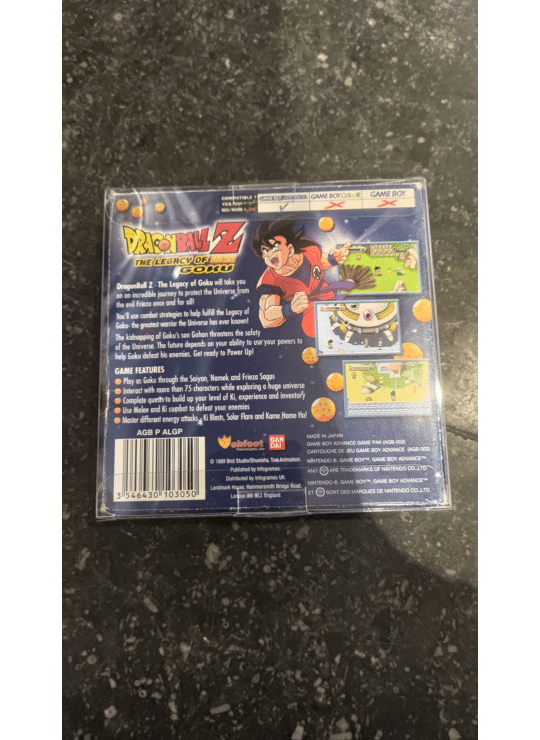 COMPATIBLE
GAME BOY ADVANCE
GAME BOY COLOR
GAME BOY
DRAGONBALL Z
THE LEGACY OF
GOKU
DragonBall Z - The Legacy of Goku will take you
on an incredible journey to protect the Universe from
the evil Frieza once and for all!
You'll use combat strategies to help fulfill the Legacy of
Goku- the greatest warrior the Universe has ever known!
The kidnapping of Goku's son Gohan threatens the safety
of the Universe. The future depends on your ability to use your powers to
help Goku defeat his enemies. Get ready to Power Up!
GAME FEATURES
Play as Goku through the Saiyan, Namek and Frieza Sagas
Interact with more than 75 characters while exploring a huge universe
Complete quests to build up your level of Ki, experience and inventory
Use Melee and Ki combat to defeat your enemies
Master different energy attacks - Ki Blasts, Solar Flare and Kame Hame Ha!
AGB P ALGP
3 546430 103050
Webfoot
BAN
DAI
© 1989 Bird Studio/Shueisha, Toei Animation.
Published by Infogrames.
Distributed by Infogrames UK:
Landmark House, Hammersmith Bridge Road
London W6 9EJ. England.
MADE IN JAPAN
GAME BOY ADVANCE GAME PAK (AGB-002)
CARTOUCHE DE JEU GAME BOY ADVANCE (AGB-002)
NINTENDO ®, GAME BOY™, GAME BOY ADVANCE™
AND ARE TRADEMARKS OF NINTENDO CO.,LTD.
NINTENDO ®, GAME BOY™, GAME BOY ADVANCE™
ET SONT DES MARQUES DE NINTENDO CO.,LTD.